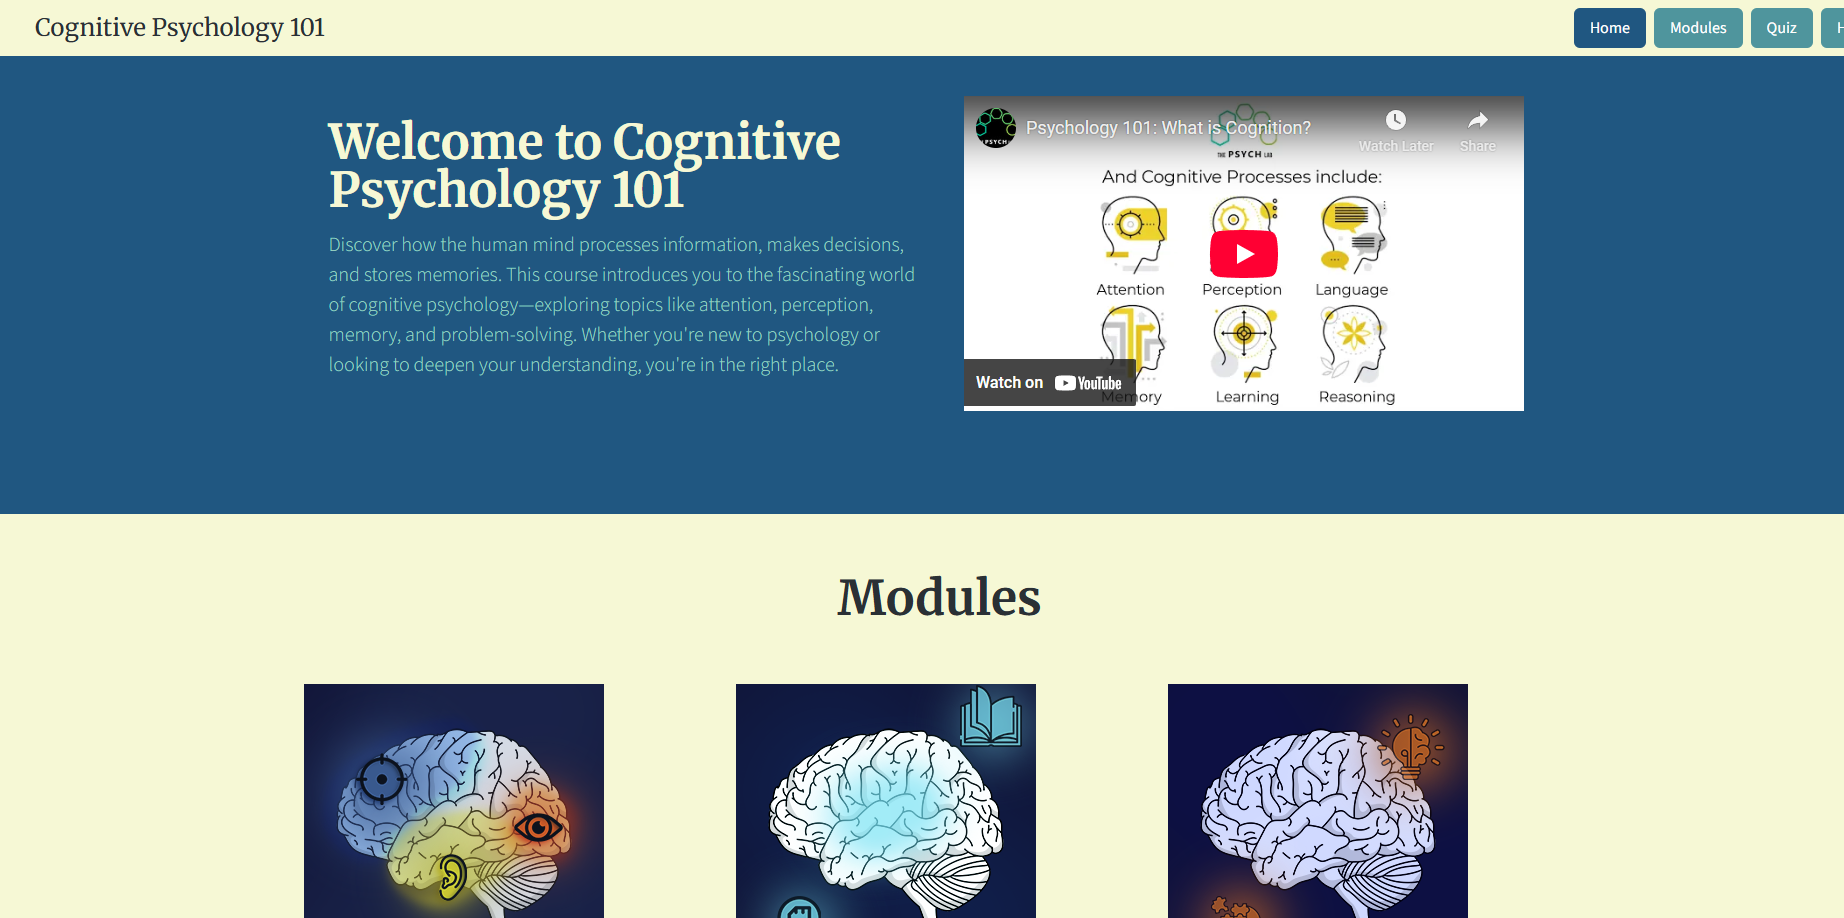 Cognitive Psychology 101
Home
Modules
Quiz
H
Welcome to Cognitive
Psychology 101
Discover how the human mind processes information, makes decisions,
and stores memories. This course introduces you to the fascinating world
of cognitive psychology—exploring topics like attention, perception,
memory, and problem-solving. Whether you're new to psychology or
looking to deepen your understanding, you're in the right place.
PSYCH
Psychology 101: What is Cognition?
Watch Later
Share
THE PSYCH LAB
And Cognitive Processes include:
Attention
Perception
Language
Memory
Learning
Reasoning
Watch on YouTube
Modules